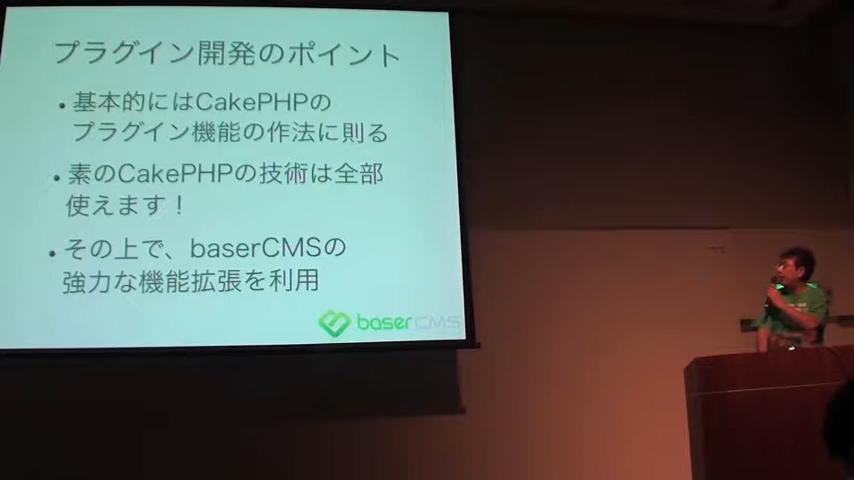 プラグイン開発のポイント
• 基本的にはCakePHPの
プラグイン機能の作法に則る
• 素のCakePHPの技術は全部
使えます！
• その上で、baserCMSの
強力な機能拡張を利用
baserCMS